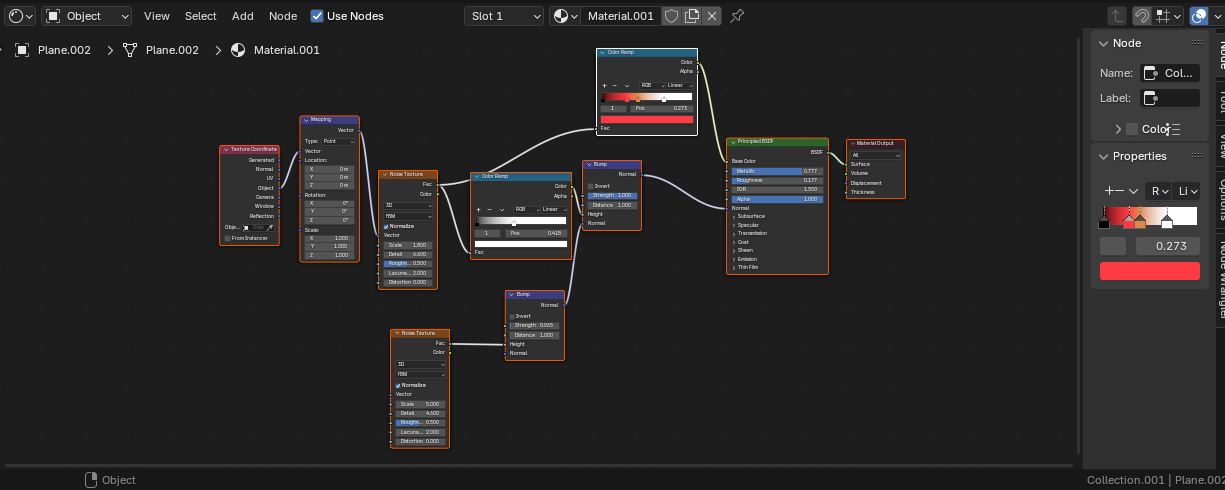 Object View Select Add Node Use Nodes Slot 1 Material.001
Plane.002 Plane.002 Material.001
Color Ramp
Color
Alpha
RGB Linear
1 Pos 0.273
Fac
Mapping
Vector
Type: Point
Vector
Location:
X 0 m
Y 0 m
Z 0 m
Rotation:
X 0°
Y 0°
Z 0°
Scale:
X 1.000
Y 1.000
Z 1.000
Texture Coordinate
Generated
Normal
UV
Object
Camera
Window
Reflection
Obje...
From Instancer
Noise Texture
Fac
Color
3D
fBM
Normalize
Vector
Scale 1.800
Detail 6.600
Roughn... 0.500
Lacuna... 2.000
Distortion 0.000
Color Ramp
Color
Alpha
RGB Linear
1 Pos 0.418
Fac
Bump
Normal
Invert
Strength 1.000
Distance 1.000
Height
Normal
Principled BSDF
BSDF
Base Color
Metallic 0.777
Roughness 0.177
IOR 1.500
Alpha 1.000
Normal
Subsurface
Specular
Transmission
Coat
Sheen
Emission
Thin Film
Material Output
All
Surface
Volume
Displacement
Thickness
Bump
Normal
Invert
Strength 0.065
Distance 1.000
Height
Normal
Noise Texture
Fac
Color
3D
fBM
Normalize
Vector
Scale 5.000
Detail 4.600
Roughn... 0.500
Lacuna... 2.000
Distortion 0.000
Node
Name: Col...
Label:
Color
Properties
R Li
0.273
Object
Collection.001 | Plane.002